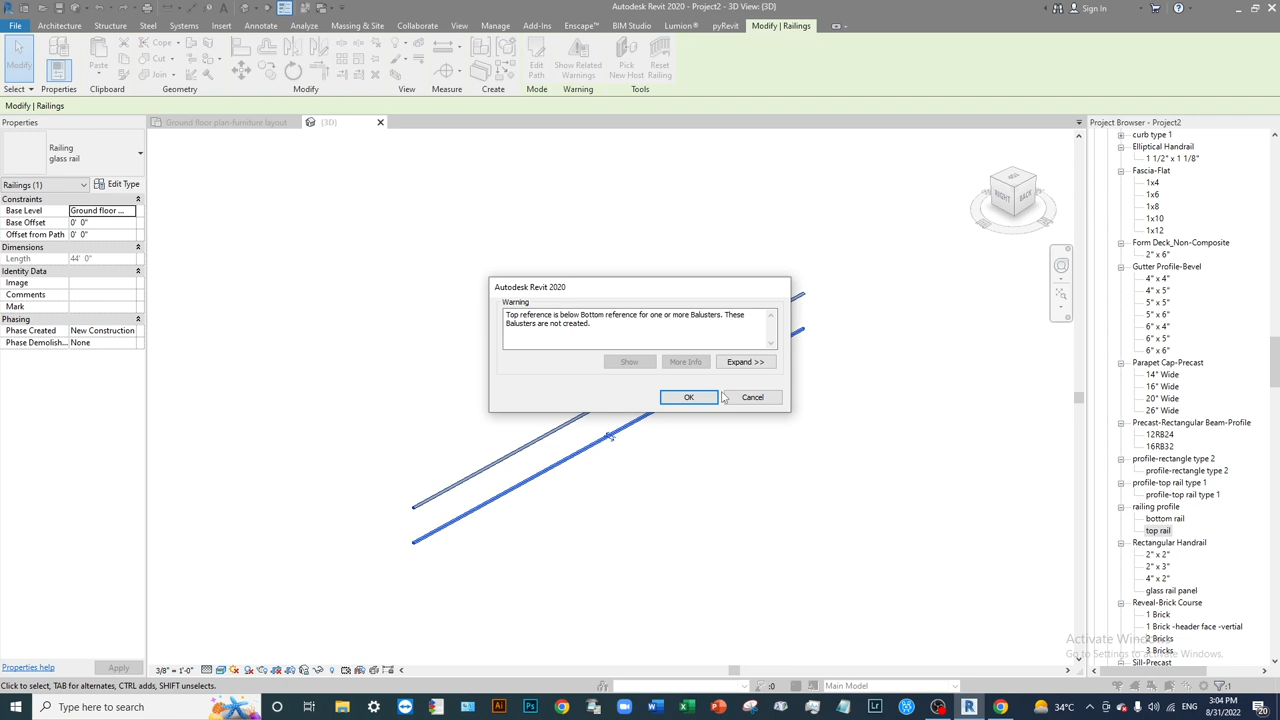 Autodesk Revit 2020 - Project2 - 3D View: {3D}
Sign In
File Architecture Structure Steel Systems Insert Annotate Analyze Massing & Site Collaborate View Manage Add-Ins Enscape™ BIM Studio Lumion® pyRevit Modify | Railings
Modify
Paste
Cope
Cut
Join
Edit Path
Show Related Warnings
Pick New Host
Reset Railing
Select Properties Clipboard Geometry Modify View Measure Create Mode Warning Tools
Modify | Railings
Properties
Railing
glass rail
Railings (1)
Edit Type
Constraints
Base Level Ground floor ...
Base Offset 0' 0"
Offset from Path 0' 0"
Dimensions
Length 44' 0"
Identity Data
Image
Comments
Mark
Phasing
Phase Created New Construction
Phase Demolish... None
Properties help
Apply
Ground floor plan-furniture layout
{3D}
RIGHT
BACK
Autodesk Revit 2020
Warning
Top reference is below Bottom reference for one or more Balusters. These
Balusters are not created.
Show
More Info
Expand >>
OK
Cancel
Project Browser - Project2
curb type 1
Elliptical Handrail
1 1/2" x 1 1/8"
Fascia-Flat
1x4
1x6
1x8
1x10
1x12
Form Deck_Non-Composite
2" x 6"
Gutter Profile-Bevel
4" x 4"
4" x 5"
5" x 5"
5" x 6"
6" x 4"
6" x 5"
6" x 6"
Parapet Cap-Precast
14" Wide
16" Wide
20" Wide
26" Wide
Precast-Rectangular Beam-Profile
12RB24
16RB32
profile-rectangle type 2
profile-rectangle type 2
profile-top rail type 1
profile-top rail type 1
railing profile
bottom rail
top rail
Rectangular Handrail
2" x 2"
2" x 3"
4" x 2"
glass rail panel
Reveal-Brick Course
1 Brick
1 Brick -header face -vertial
2 Bricks
3 Bricks
Sill-Precast
Activate Windows
Go to Settings to activate Windows.
3/8" = 1'-0"
Click to select, TAB for alternates, CTRL adds, SHIFT unselects.
:0
Main Model
:1
Type here to search
34°C
3:04 PM
8/31/2022
20